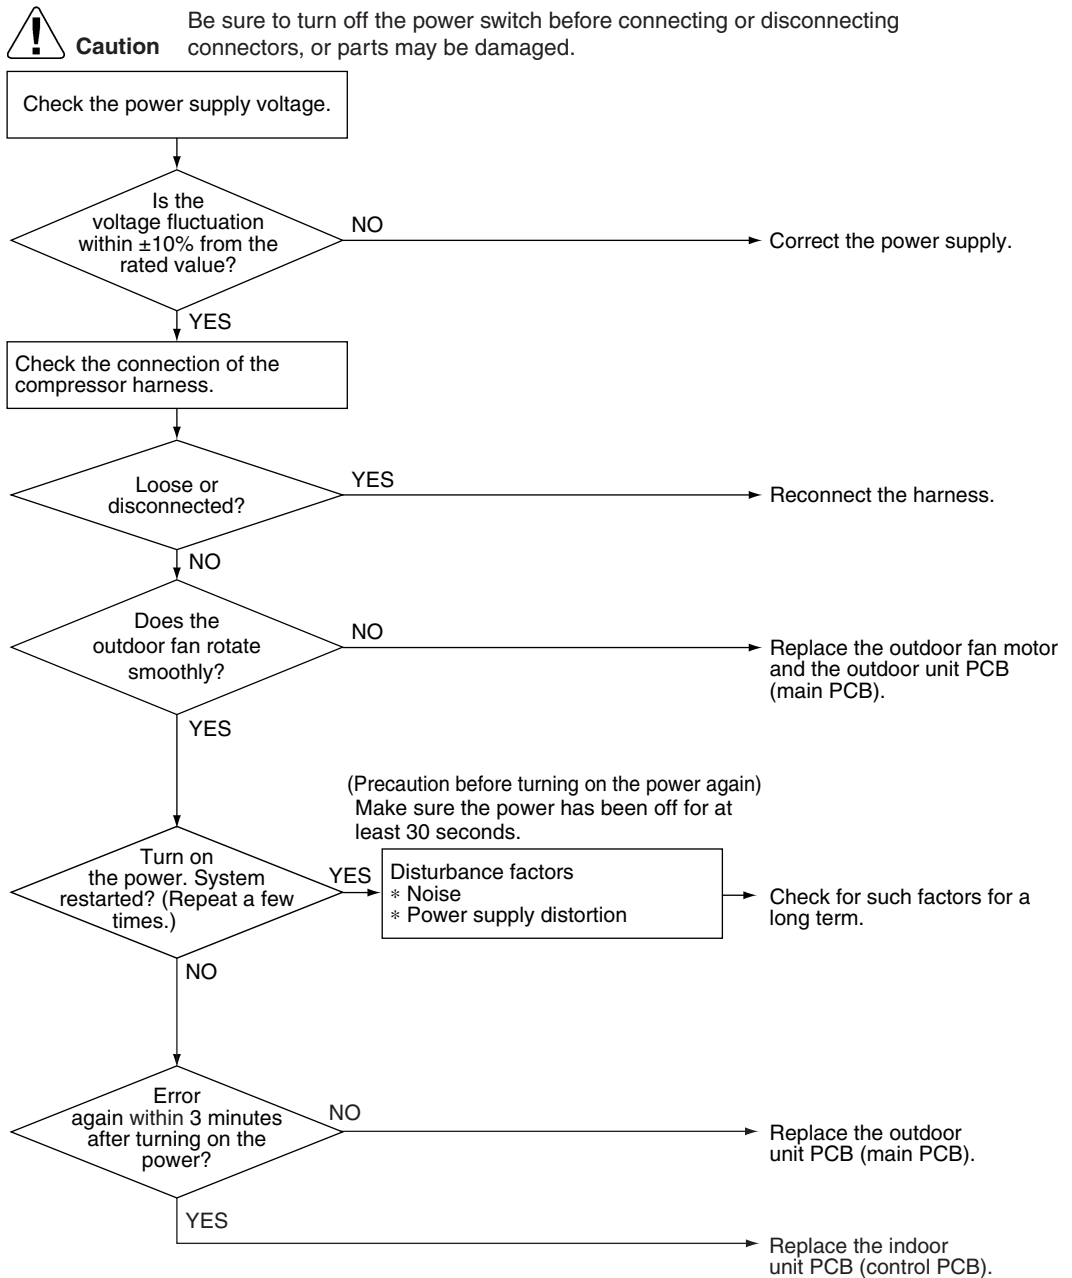 Be sure to turn off the power switch before connecting or disconnecting
Caution connectors, or parts may be damaged.
Check the power supply voltage.
Is the
voltage fluctuation
within ±10% from the
rated value?
NO
Correct the power supply.
YES
Check the connection of the
compressor harness.
Loose or
disconnected?
YES
Reconnect the harness.
NO
Does the
outdoor fan rotate
smoothly?
NO
Replace the outdoor fan motor
and the outdoor unit PCB
(main PCB).
YES
(Precaution before turning on the power again)
Make sure the power has been off for at
least 30 seconds.
Turn on
the power. System
restarted? (Repeat a few
times.)
YES
Disturbance factors
* Noise
* Power supply distortion
Check for such factors for a
long term.
NO
Error
again within 3 minutes
after turning on the
power?
NO
Replace the outdoor
unit PCB (main PCB).
YES
Replace the indoor
unit PCB (control PCB).